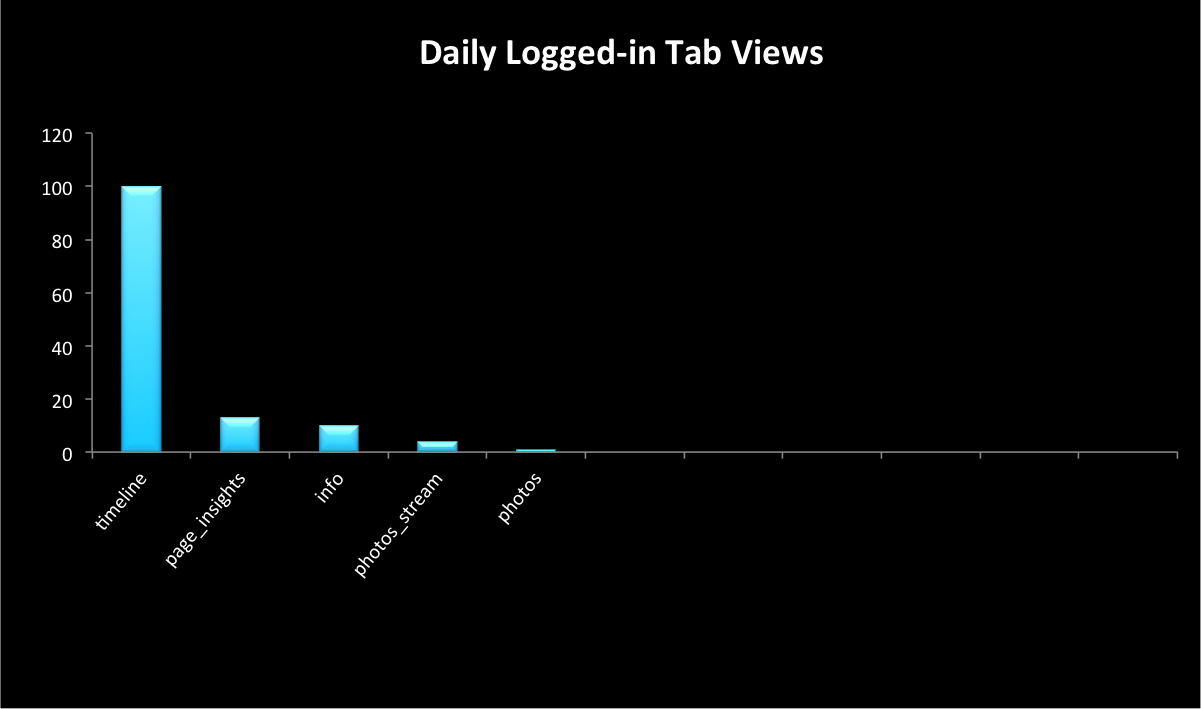 Daily Logged-in Tab Views
120
100
80
60
40
20
0
timeline
page_insights
info
photos_stream
photos